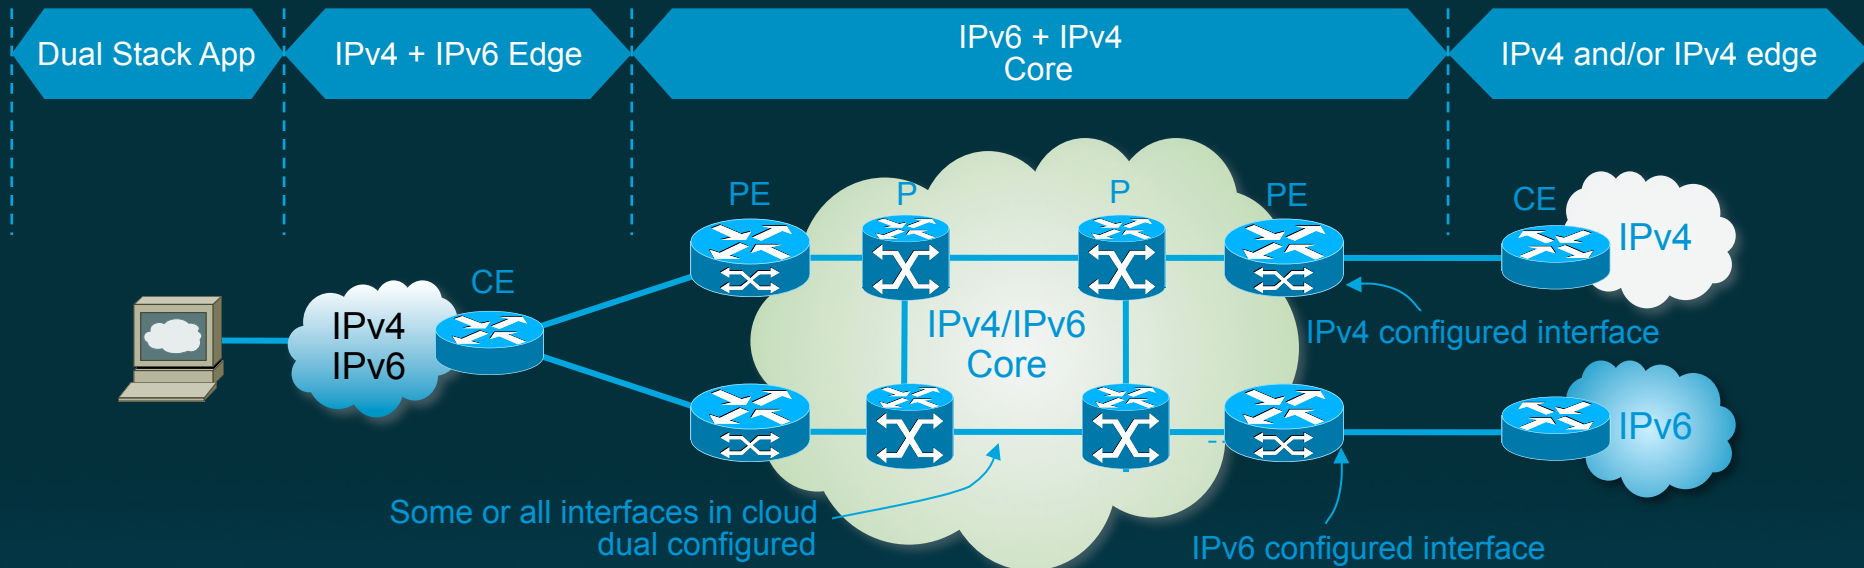 Dual Stack App
IPv4 + IPv6 Edge
IPv6 + IPv4
Core
IPv4 and/or IPv4 edge
PE
P
P
PE
CE
IPv4
CE
IPv4
IPv6
IPv4/IPv6
Core
IPv4 configured interface
IPv6
Some or all interfaces in cloud
dual configured
IPv6 configured interface